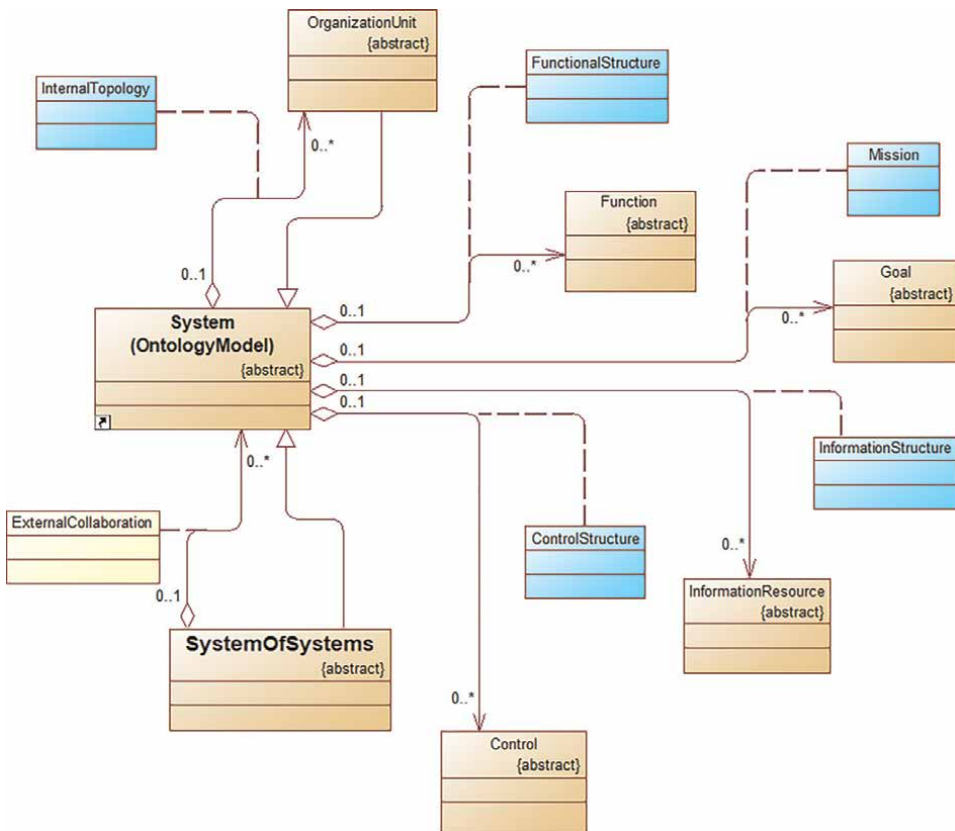 OrganizationUnit
{abstract}
FunctionalStructure
InternalTopology
0..*
Mission
Function
{abstract}
0..*
Goal
{abstract}
0..*
0..1
System
(OntologyModel)
{abstract}
0..1
0..1
0..1
0..1
0..*
InformationStructure
ExternalCollaboration
ControlStructure
0..*
InformationResource
{abstract}
0..1
SystemOfSystems
{abstract}
0..*
Control
{abstract}